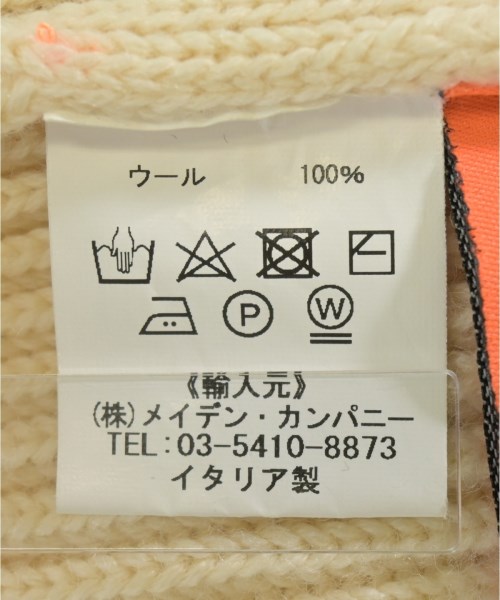 ウール 100%
P W
《輸入元》
(株)メイデン・カンパニー
TEL:03-5410-8873
イタリア製